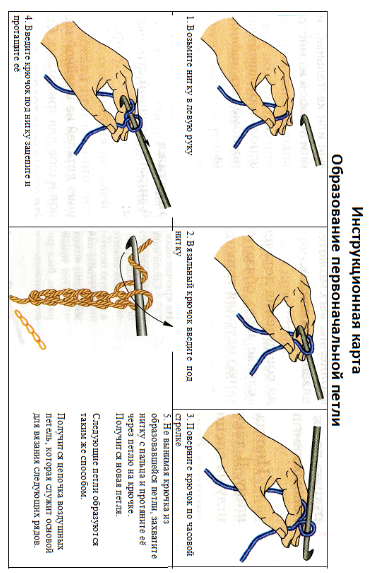 Инструкционная карта
Образование первоначальной петли
1. Возьмите нитку в левую руку
2. Вязальный крючок введите под
нитку
3. Поверните крючок по часовой
стрелке
4. Введите крючок под нитку зацепите и
протащите её
5. Не вынимая крючка из
образовавшейся петли, захватите
нитку с пальца и протяните её
через петлю на крючке.
Получится новая петля.
Следующие петли образуются
таким же способом.
Получится цепочка воздушных
петель, которая служит основой
для вязания следующих рядов.